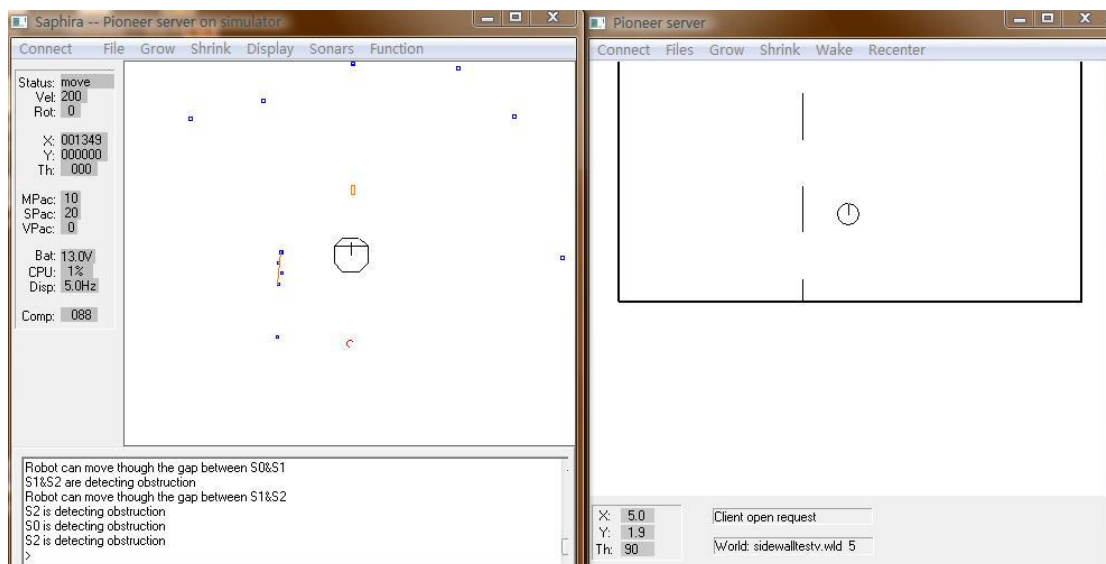 Saphira -- Pioneer server on simulator
Connect File Grow Shrink Display Sonars Function
Status: move
Vel: 200
Rot: 0
X: 001349
Y: 000000
Th: 000
MPac: 10
SPac: 20
VPac: 0
Bat: 13.0V
CPU: 1%
Disp: 5.0Hz
Comp: 088
Robot can move though the gap between S0&S1
S1&S2 are detecting obstruction
Robot can move though the gap between S1&S2
S2 is detecting obstruction
S0 is detecting obstruction
S2 is detecting obstruction
>
Pioneer server
Connect Files Grow Shrink Wake Recenter
X: 5.0
Y: 1.9
Th: 90
Client open request
World: sidewalltestv.wld 5